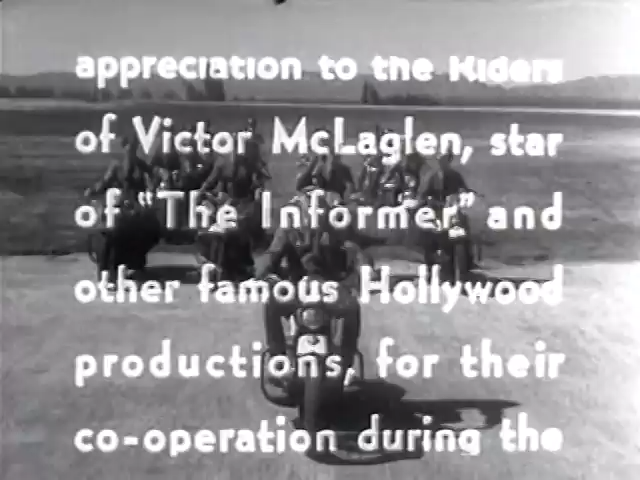 appreciation to the Riders
of Victor McLaglen, star
of "The Informer" and
other famous Hollywood
productions, for their
co-operation during the